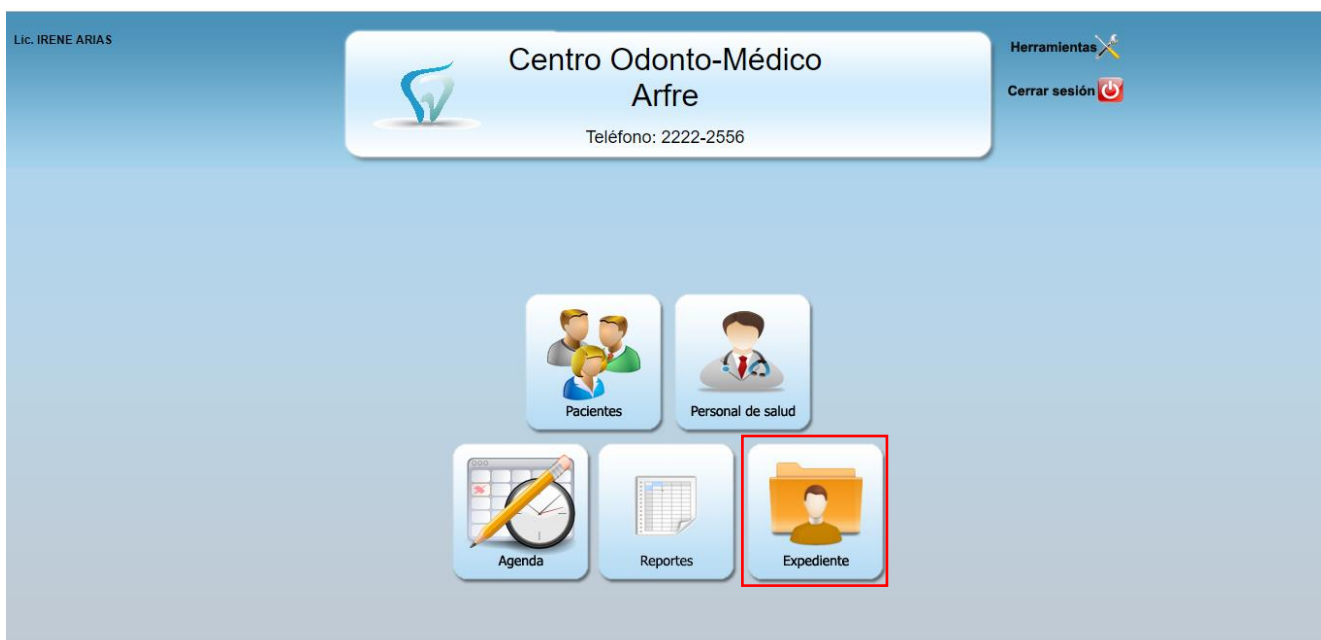 Lic. IRENE ARIAS
Centro Odonto-Médico
Arfre
Teléfono: 2222-2556
Herramientas
Cerrar sesión
Pacientes
Personal de salud
Agenda
Reportes
Expediente